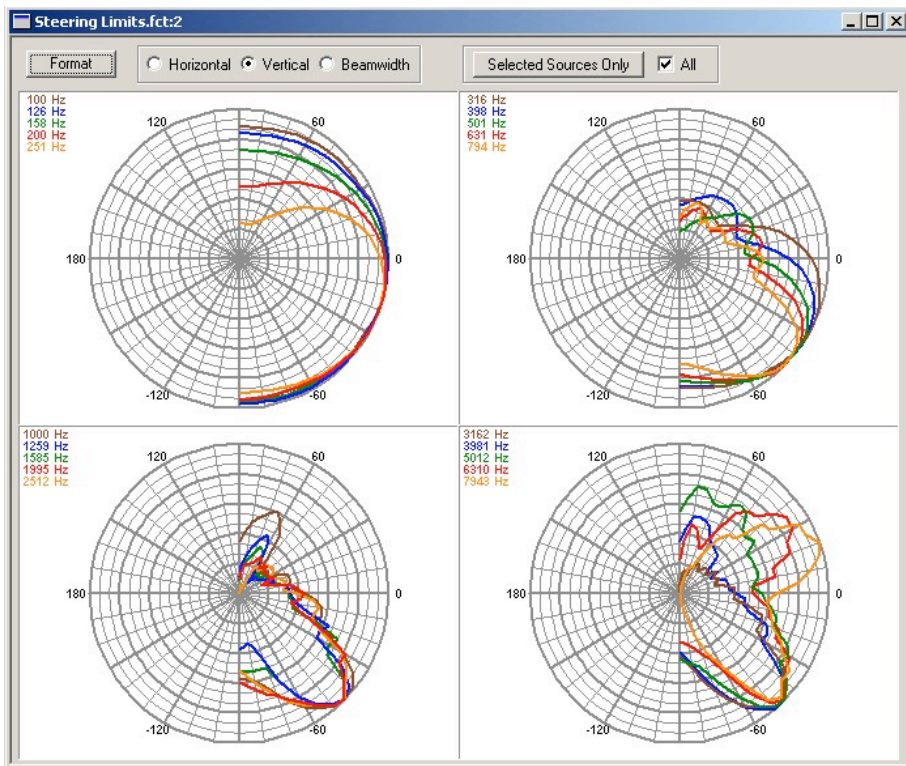 Steering Limits.fct:2
Format
Horizontal Vertical Beamwidth
Selected Sources Only
All
100 Hz
126 Hz
158 Hz
200 Hz
251 Hz
120
60
180
0
-120
-60
316 Hz
398 Hz
501 Hz
631 Hz
794 Hz
120
60
180
0
-120
-60
1000 Hz
1259 Hz
1585 Hz
1995 Hz
2512 Hz
120
60
180
0
-120
-60
3162 Hz
3981 Hz
5012 Hz
6310 Hz
7943 Hz
120
60
180
0
-120
-60